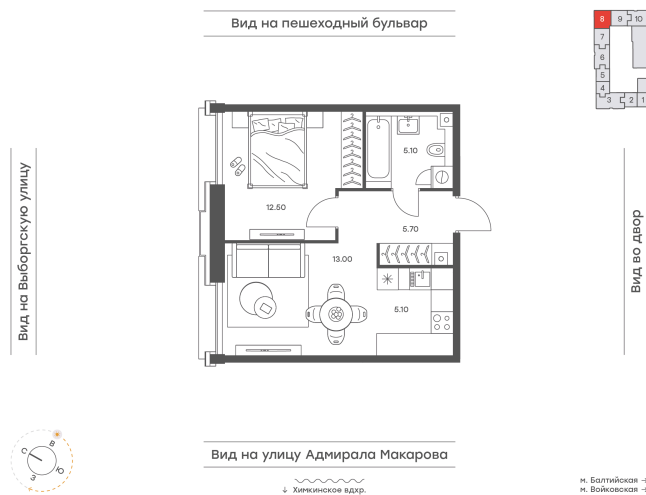 Вид на пешеходный бульвар
8 9 10
7
6
5
4
3 2 1
Вид на Выборгскую улицу
Вид во двор
5.10
12.50
5.70
13.00
5.10
Вид на улицу Адмирала Макарова
↓ Химкинское вдхр.
С В Ю З
м. Балтийская
м. Войковская